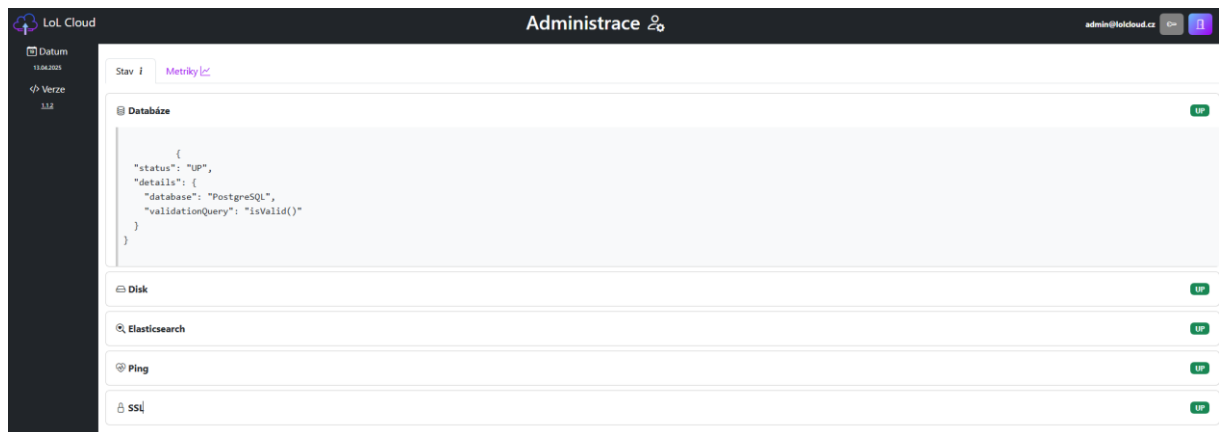 LoL Cloud
Administrace
admin@lolcloud.cz
Datum
13.04.2025
Verze
1.1.2
Stav i
Metriky
Databáze UP
{
"status": "UP",
"details": {
"database": "PostgreSQL",
"validationQuery": "isValid()"
}
}
Disk UP
Elasticsearch UP
Ping UP
SSL UP